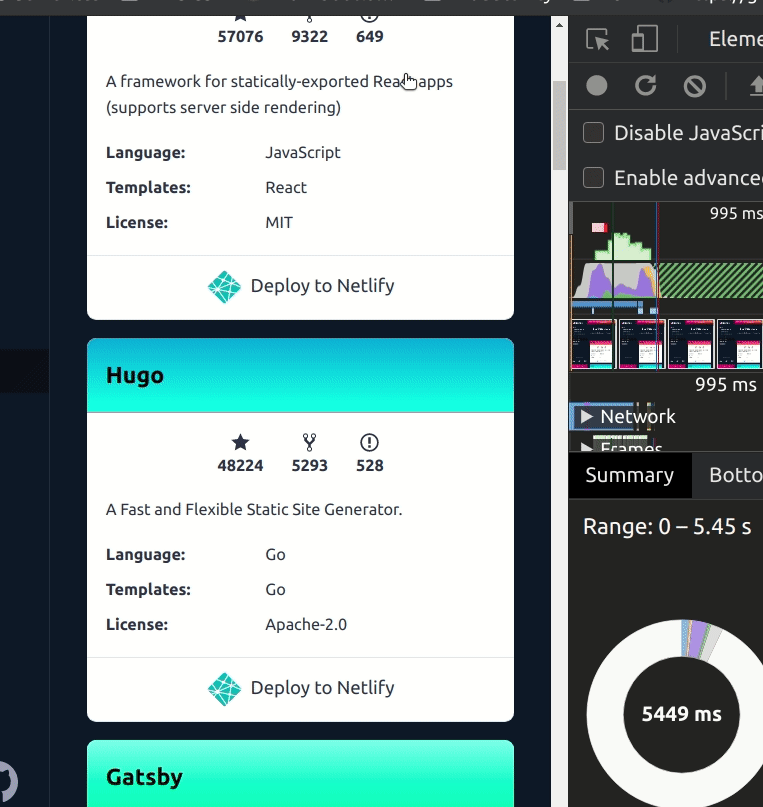 57076 9322 649
A framework for statically-exported React apps
(supports server side rendering)
Language: JavaScript
Templates: React
License: MIT
Deploy to Netlify
Hugo
48224 5293 528
A Fast and Flexible Static Site Generator.
Language: Go
Templates: Go
License: Apache-2.0
Deploy to Netlify
Gatsby
Eleme
Disable JavaScri
Enable advance
995 ms
995 ms
Network
Frames
Summary Botto
Range: 0 – 5.45 s
5449 ms